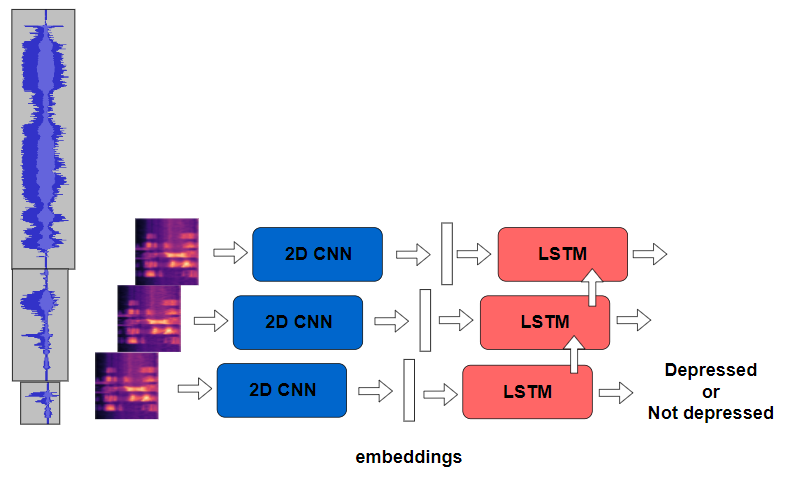 2D CNN
LSTM
2D CNN
LSTM
2D CNN
LSTM
Depressed
or
Not depressed
embeddings